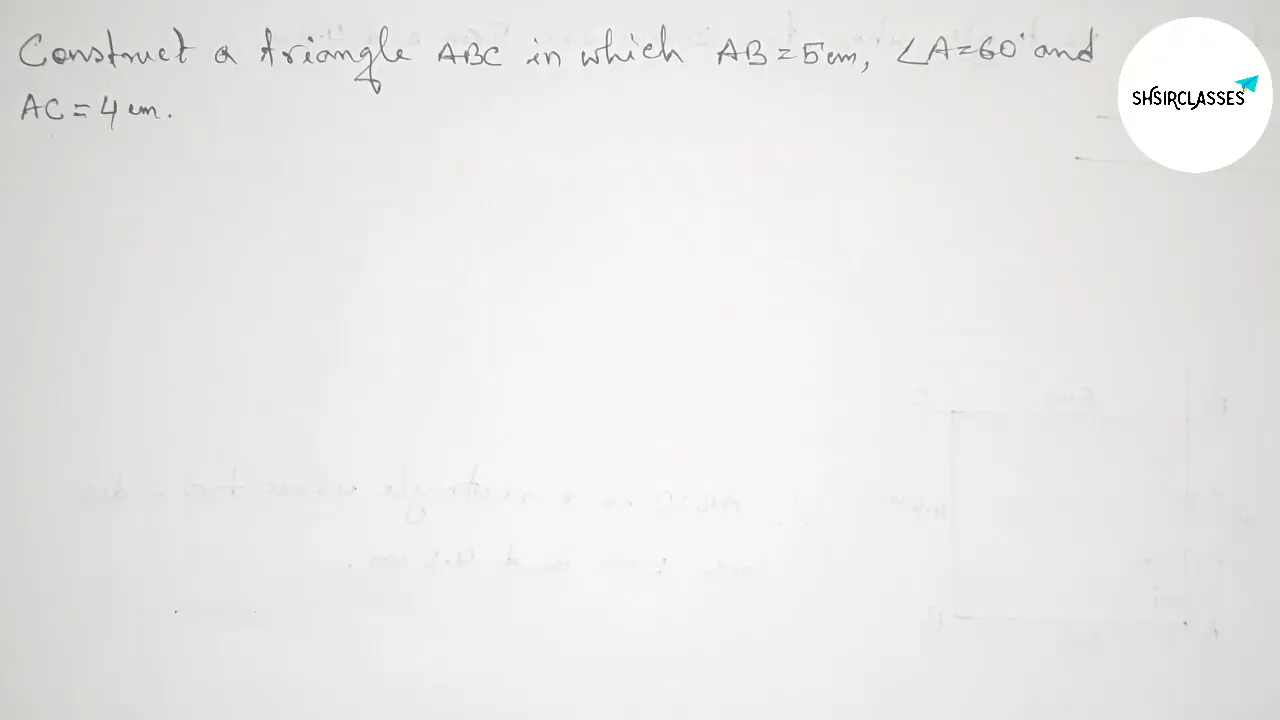 Construct a triangle ABC in which AB = 5 cm, ∠A = 60° and
AC = 4 cm.
SHSIRCLASSES